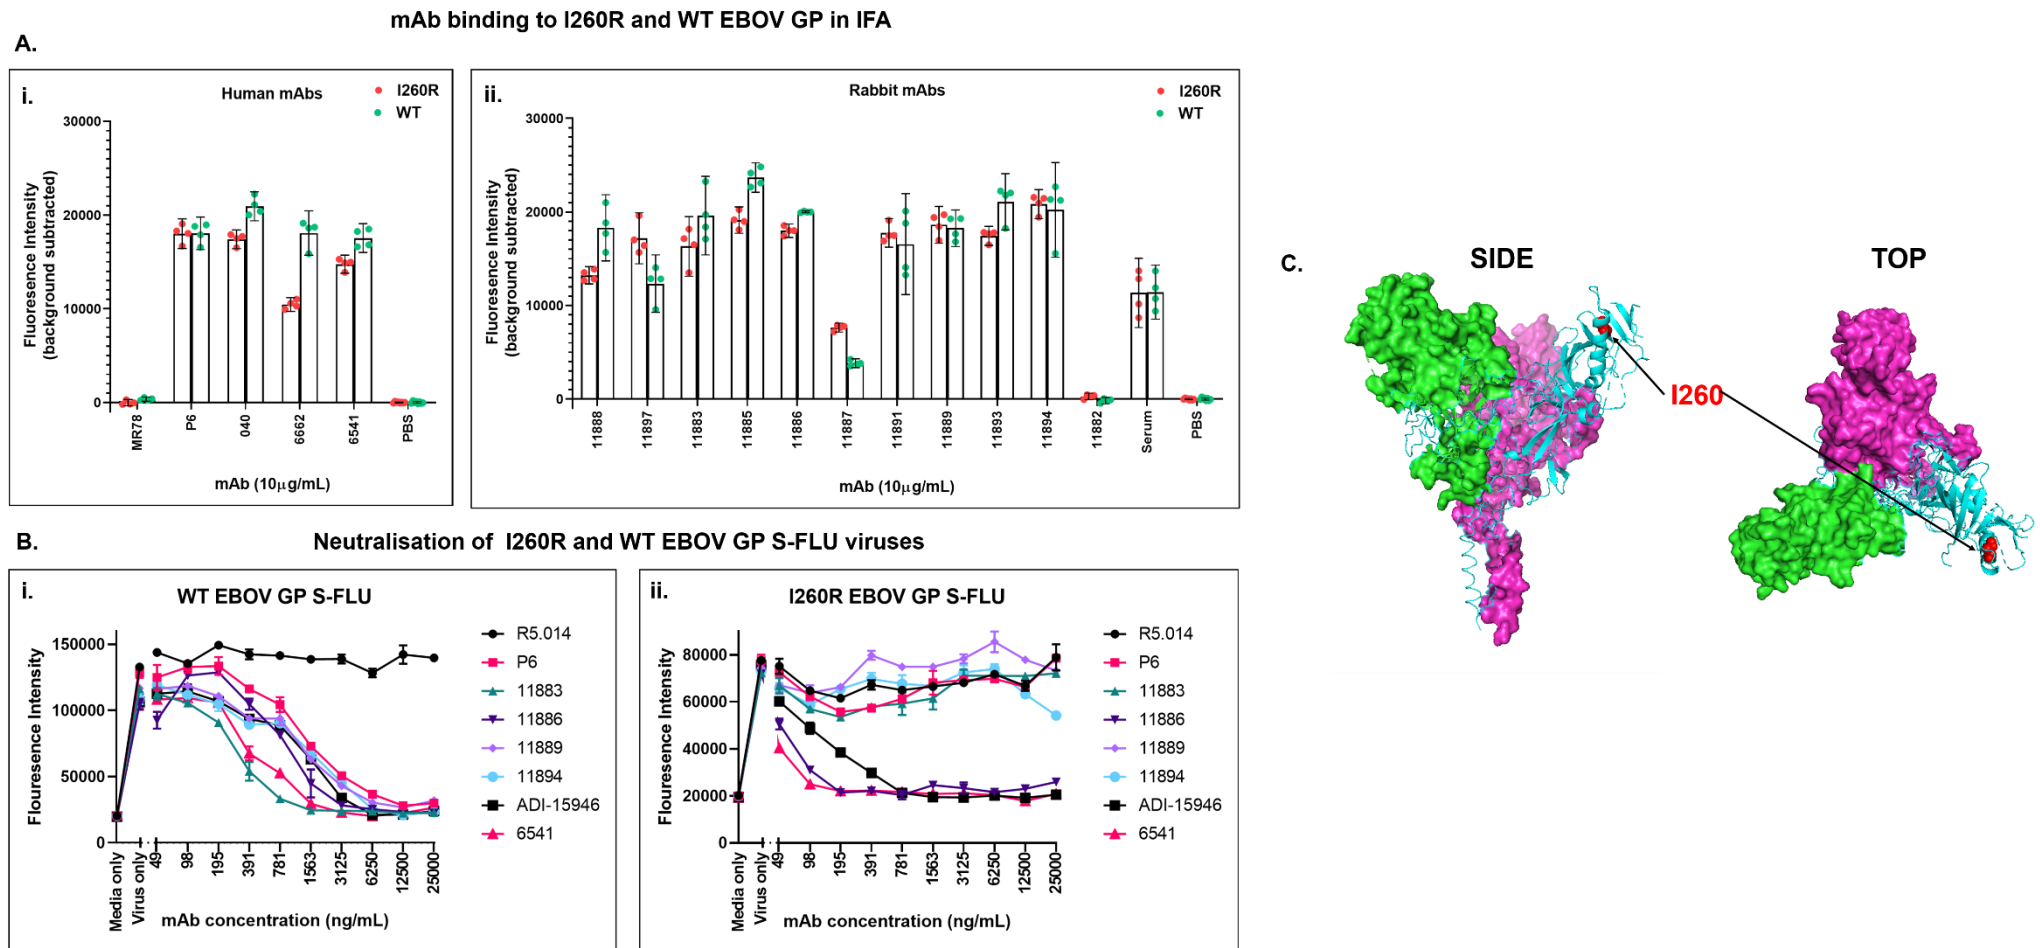 mAb binding to I260R and WT EBOV GP in IFA
A.
i.
Human mAbs
I260R
WT
Fluoresence Intensity
(background subtracted)
30000
20000
10000
0
MR78
P6
040
6662
6541
PBS
mAb (10μg/mL)
ii.
Rabbit mAbs
I260R
WT
Fluoresence Intensity
(background subtracted)
30000
20000
10000
0
11888
11897
11883
11885
11886
11887
11891
11889
11893
11894
11882
Serum
PBS
mAb (10μg/mL)
B.
Neutralisation of I260R and WT EBOV GP S-FLU viruses
i.
WT EBOV GP S-FLU
Flouresence Intensity
150000
100000
50000
0
Media only
Virus only
49
98
195
391
781
1563
3125
6250
12500
25000
mAb concentration (ng/mL)
R5.014
P6
11883
11886
11889
11894
ADI-15946
6541
ii.
I260R EBOV GP S-FLU
Flouresence Intensity
80000
60000
40000
20000
0
Media only
Virus only
49
98
195
391
781
1563
3125
6250
12500
25000
mAb concentration (ng/mL)
R5.014
P6
11883
11886
11889
11894
ADI-15946
6541
C.
SIDE
TOP
I260